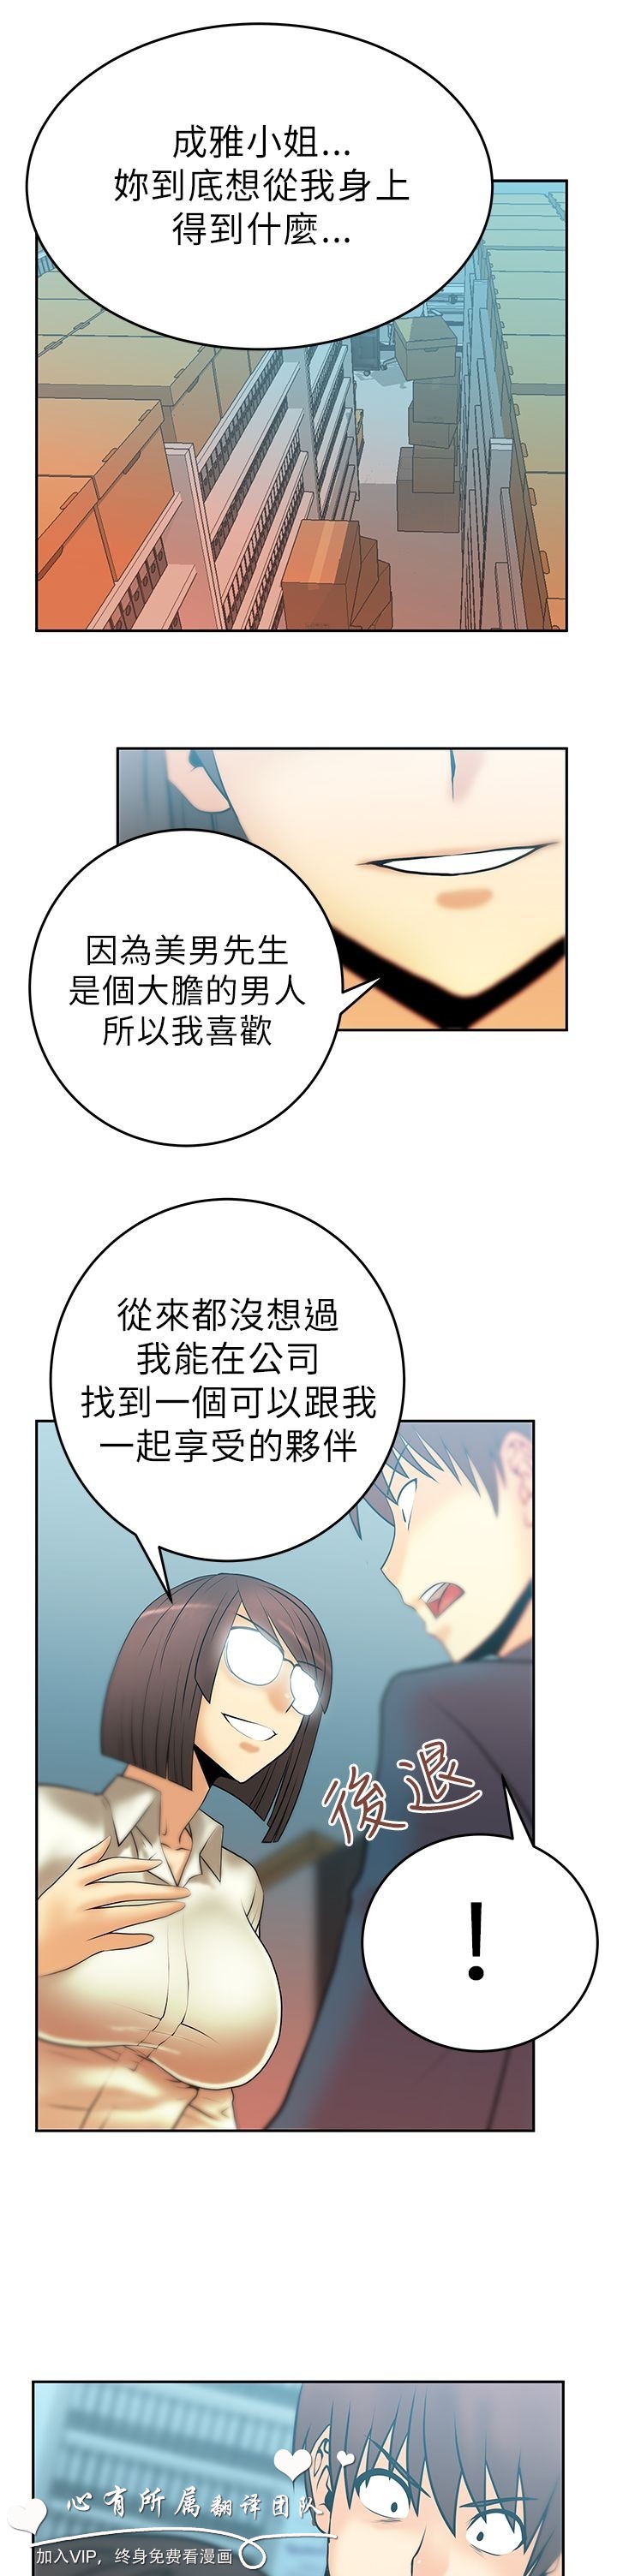 成雅小姐...
妳到底想從我身上
得到什麼...
因為美男先生
是個大膽的男人
所以我喜歡
從來都沒想過
我能在公司
找到一個可以跟我
一起享受的夥伴
後退
!
心有所属翻译团队
加入VIP，终身免费看漫画